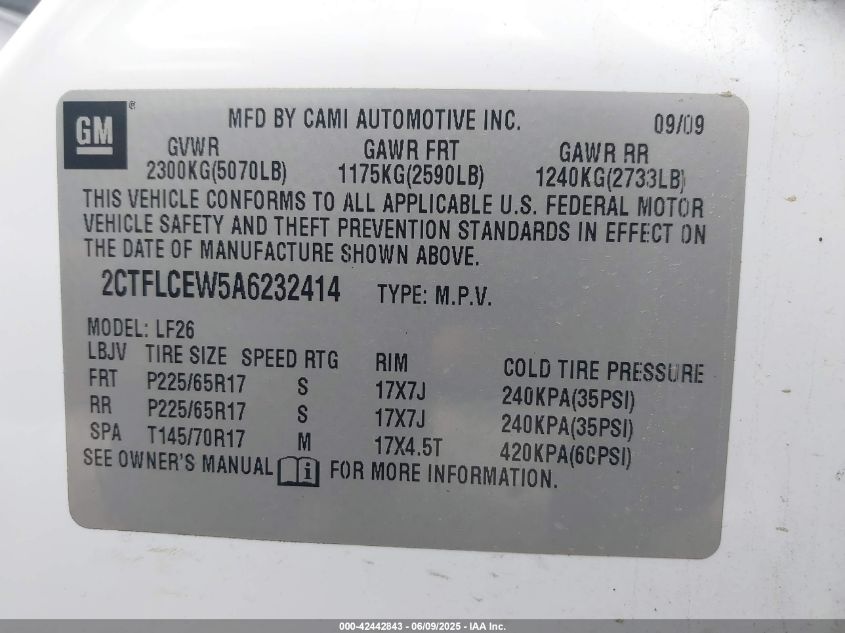 GM ®
MFD BY CAMI AUTOMOTIVE INC. 09/09
GVWR GAWR FRT GAWR RR
2300KG(5070LB) 1175KG(2590LB) 1240KG(2733LB)
THIS VEHICLE CONFORMS TO ALL APPLICABLE U.S. FEDERAL MOTOR
VEHICLE SAFETY AND THEFT PREVENTION STANDARDS IN EFFECT ON
THE DATE OF MANUFACTURE SHOWN ABOVE.
2CTFLCEW5A6232414 TYPE: M.P.V.
MODEL: LF26
LBJV TIRE SIZE SPEED RTG RIM COLD TIRE PRESSURE
FRT P225/65R17 S 17X7J 240KPA(35PSI)
RR P225/65R17 S 17X7J 240KPA(35PSI)
SPA T145/70R17 M 17X4.5T 420KPA(60PSI)
SEE OWNER'S MANUAL i FOR MORE INFORMATION.
000-42442843 - 06/09/2025 - IAA Inc.